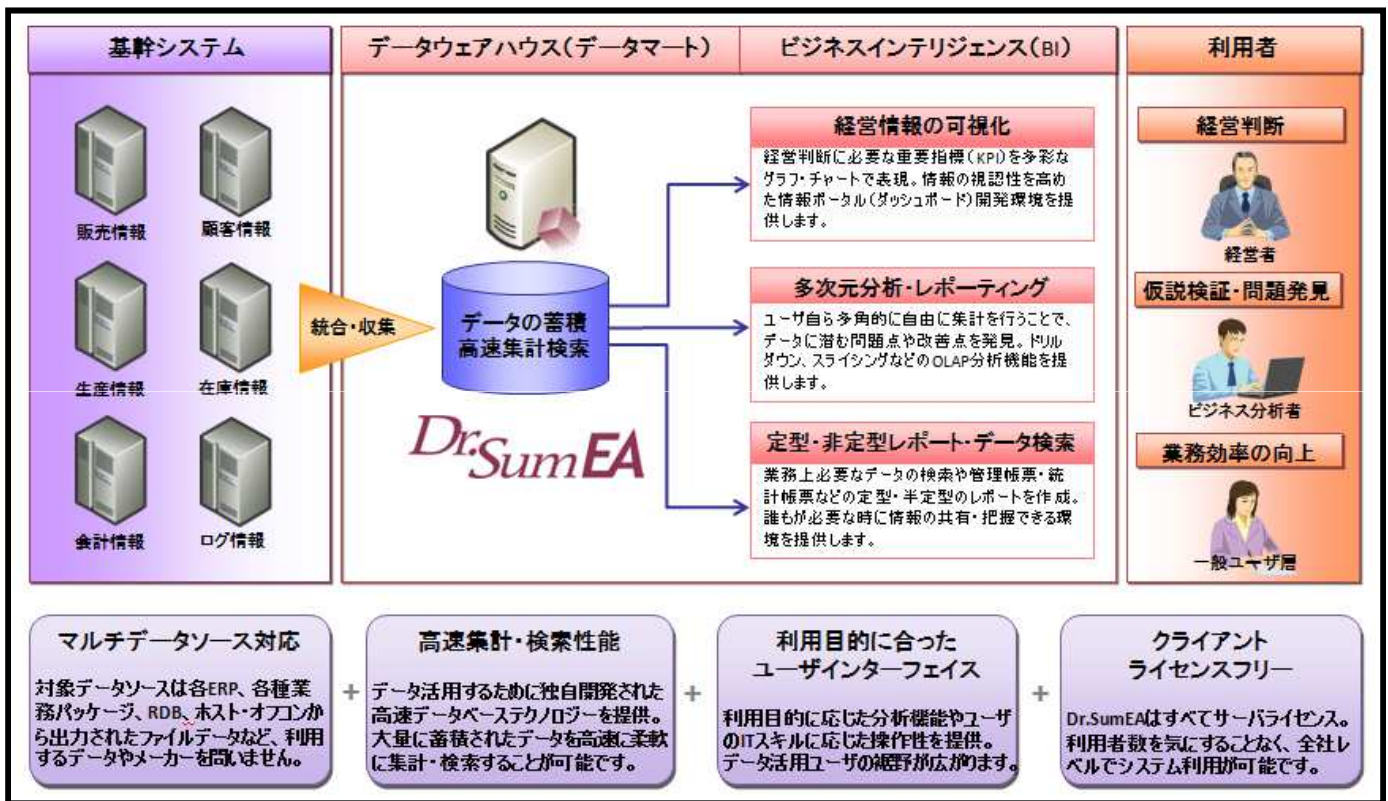 基幹システム
データウェアハウス(データマート)
ビジネスインテリジェンス(BI)
利用者
販売情報
顧客情報
生産情報
在庫情報
会計情報
ログ情報
統合・収集
データの蓄積
高速集計検索
Dr.Sum EA
経営情報の可視化
経営判断に必要な重要指標(KPI)を多彩な
グラフ・チャートで表現。情報の視認性を高め
た情報ポータル(ダッシュボード)開発環境を提
供します。
多次元分析・レポーティング
ユーザ自ら多角的に自由に集計を行うことで、
データに潜む問題点や改善点を発見。ドリル
ダウン、スライシングなどのOLAP分析機能を提
供します。
定型・非定型レポート・データ検索
業務上必要なデータの検索や管理帳票・統
計帳票などの定型・半定型のレポートを作成。
誰もが必要な時に情報の共有・把握できる環
境を提供します。
経営判断
経営者
仮説検証・問題発見
ビジネス分析者
業務効率の向上
一般ユーザ層
マルチデータソース対応
対象データソースは各ERP、各種業
務パッケージ、RDB、ホスト・オフコンか
ら出力されたファイルデータなど、利用
するデータやメーカーを問いません。
+
高速集計・検索性能
データ活用するために独自開発された
高速データベーステクノロジーを提供。
大量に蓄積されたデータを高速に柔軟
に集計・検索することが可能です。
+
利用目的に合った
ユーザインターフェイス
利用目的に応じた分析機能やユーザ
のITスキルに応じた操作性を提供。
データ活用ユーザの裾野が広がります。
+
クライアント
ライセンスフリー
Dr.SumEAはすべてサーバライセンス。
利用者数を気にすることなく、全社レ
ベルでシステム利用が可能です。